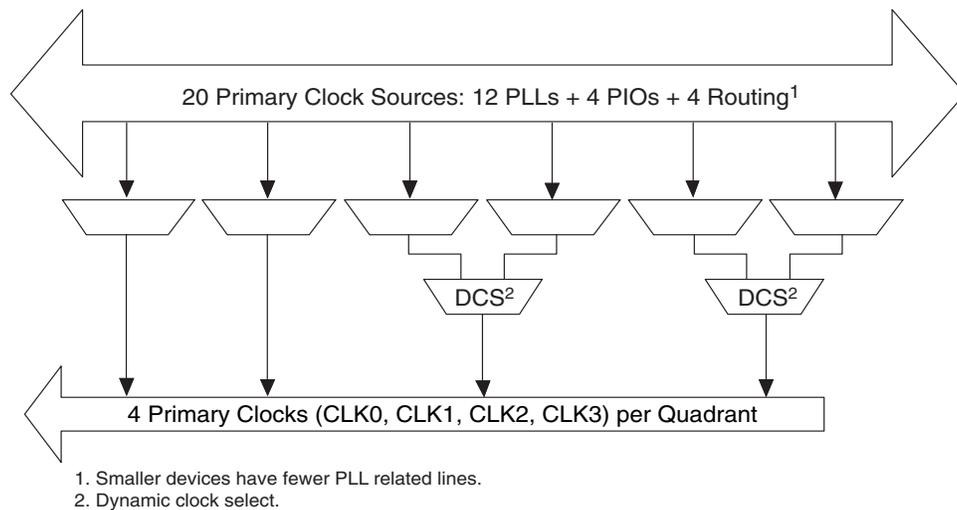 20 Primary Clock Sources: 12 PLLs + 4 PIOs + 4 Routing¹
DCS² DCS²
4 Primary Clocks (CLK0, CLK1, CLK2, CLK3) per Quadrant
1. Smaller devices have fewer PLL related lines.
2. Dynamic clock select.